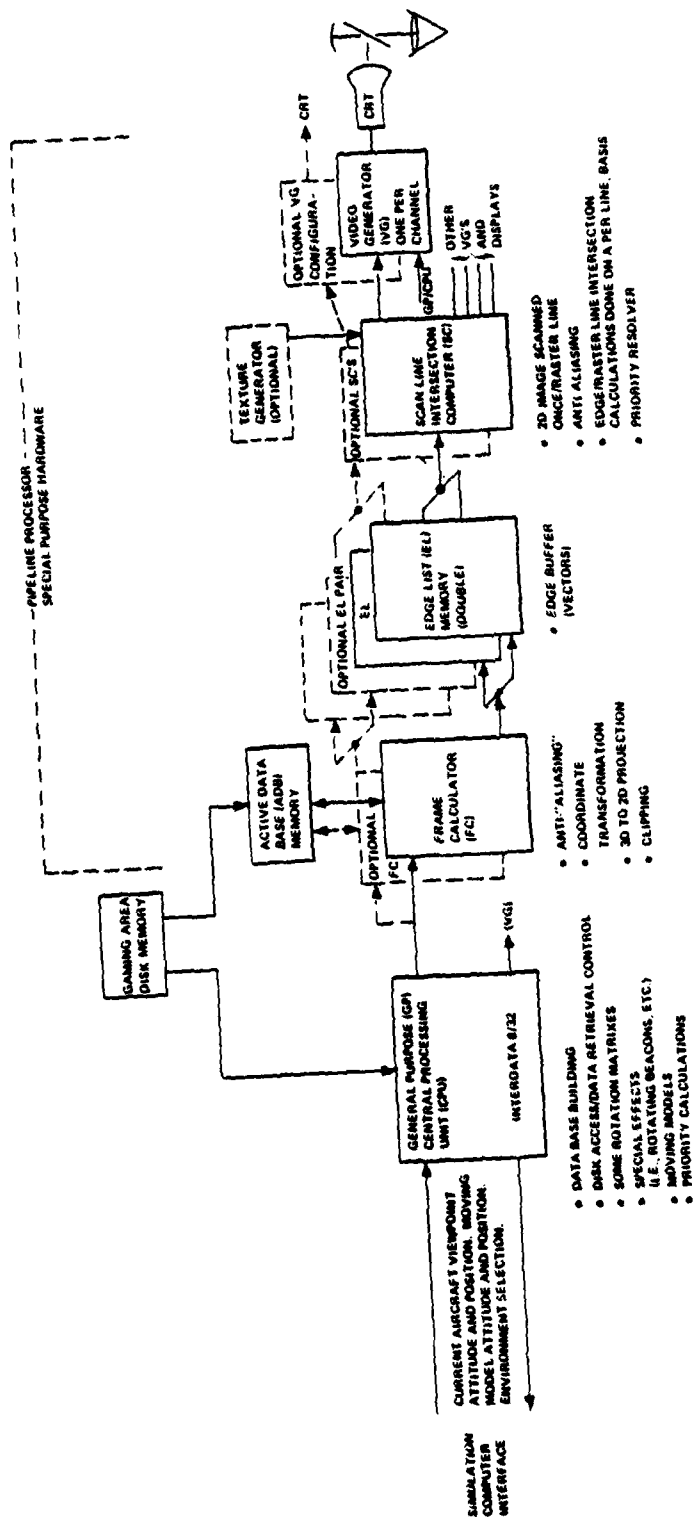 PIPELINE PROCESSOR
SPECIAL PURPOSE HARDWARE
GAMING AREA
DISK MEMORY
ACTIVE DATA
BASE (ADB)
MEMORY
TEXTURE
GENERATOR
(OPTIONAL)
OPTIONAL VG
CONFIGURA-
TION
CRT
SIMULATION
COMPUTER
INTERFACE
CURRENT AIRCRAFT VIEWPOINT
ATTITUDE AND POSITION. MOVING
MODEL ATTITUDE AND POSITION.
ENVIRONMENT SELECTION.
GENERAL PURPOSE (GP)
CENTRAL PROCESSING
UNIT (CPU)
INTERDATA 8/32
(VG)
OPTIONAL
FC
FRAME
CALCULATOR
(FC)
OPTIONAL EL PAIR
EL
EDGE LIST (EL)
MEMORY
(DOUBLE)
OPTIONAL SC'S
SCAN LINE
INTERSECTION
COMPUTER (SC)
GP/CPU
VIDEO
GENERATOR
(VG)
ONE PER
CHANNEL
CRT
OTHER
VG'S
AND
DISPLAYS
• DATA BASE BUILDING
• DISK ACCESS/DATA RETRIEVAL CONTROL
• SOME ROTATION MATRIXES
• SPECIAL EFFECTS
(I.E., ROTATING BEACONS, ETC.)
• MOVING MODELS
• PRIORITY CALCULATIONS
• ANTI-"ALIASING"
• COORDINATE
TRANSFORMATION
• 3D TO 2D PROJECTION
• CLIPPING
• EDGE BUFFER
(VECTORS)
• 2D IMAGE SCANNED
ONCE/RASTER LINE
• ANTI ALIASING
• EDGE/RASTER LINE INTERSECTION
CALCULATIONS DONE ON A PER LINE BASIS
• PRIORITY RESOLVER